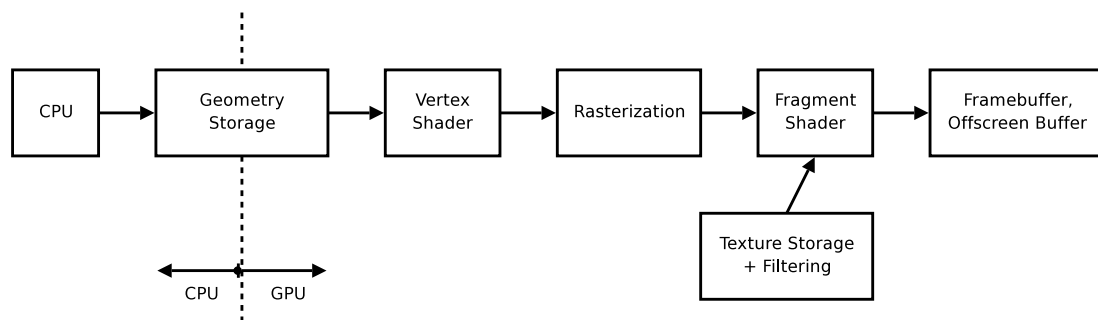 CPU
Geometry
Storage
Vertex
Shader
Rasterization
Fragment
Shader
Framebuffer,
Offscreen Buffer
Texture Storage
+ Filtering
CPU
GPU